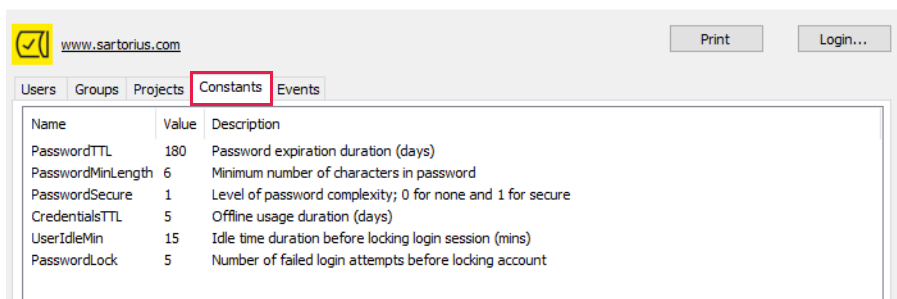 www.sartorius.com Print Login...
Users Groups Projects Constants Events
Name Value Description
PasswordTTL 180 Password expiration duration (days)
PasswordMinLength 6 Minimum number of characters in password
PasswordSecure 1 Level of password complexity; 0 for none and 1 for secure
CredentialsTTL 5 Offline usage duration (days)
UserIdleMin 15 Idle time duration before locking login session (mins)
PasswordLock 5 Number of failed login attempts before locking account